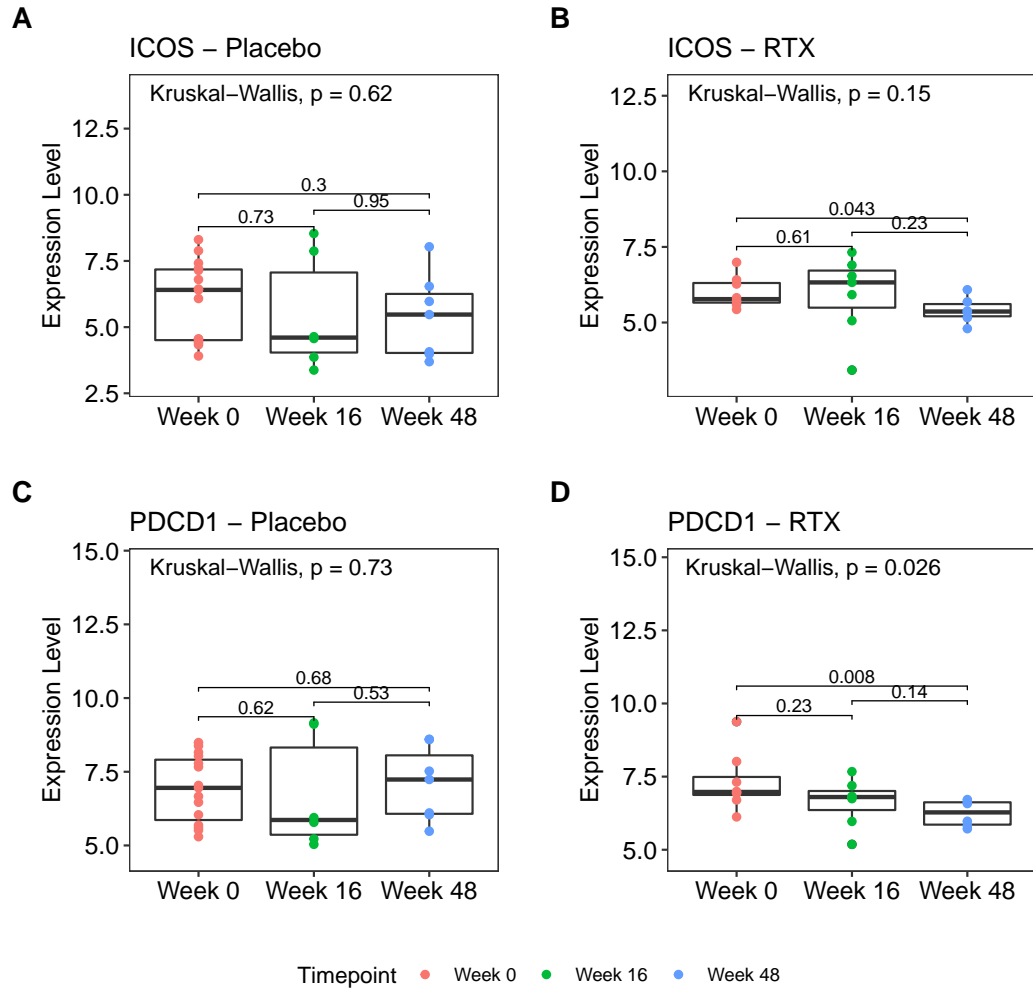 A
ICOS – Placebo
Kruskal–Wallis, p = 0.62
Expression Level
12.5
10.0
7.5
5.0
2.5
0.3
0.95
0.73
Week 0 Week 16 Week 48
B
ICOS – RTX
Kruskal–Wallis, p = 0.15
Expression Level
12.5
10.0
7.5
5.0
0.043
0.23
0.61
Week 0 Week 16 Week 48
C
PDCD1 – Placebo
Kruskal–Wallis, p = 0.73
Expression Level
15.0
12.5
10.0
7.5
5.0
0.68
0.53
0.62
Week 0 Week 16 Week 48
D
PDCD1 – RTX
Kruskal–Wallis, p = 0.026
Expression Level
15.0
12.5
10.0
7.5
5.0
0.008
0.14
0.23
Week 0 Week 16 Week 48
Timepoint Week 0 Week 16 Week 48